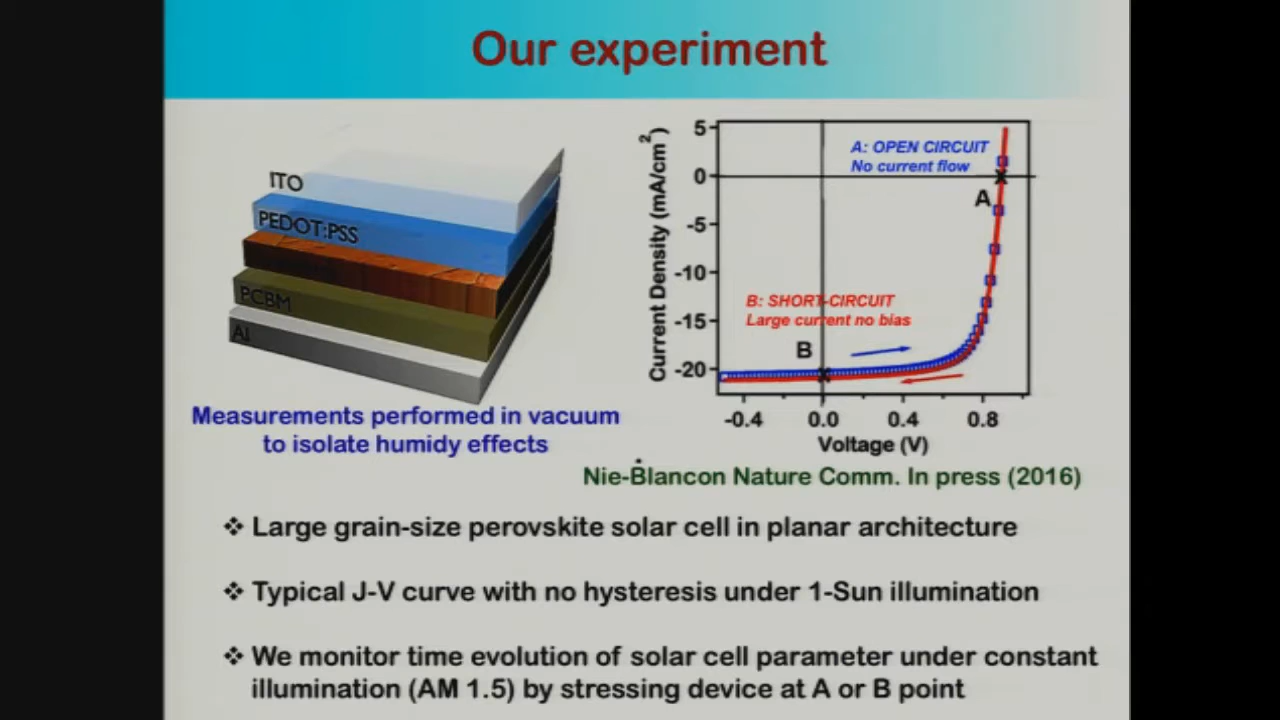 Our experiment
ITO
PEDOT:PSS
PCBM
Al
Measurements performed in vacuum
to isolate humidy effects
Current Density (mA/cm²)
5
0
-5
-10
-15
-20
A: OPEN CIRCUIT
No current flow
A
B: SHORT-CIRCUIT
Large current no bias
B
-0.4 0.0 0.4 0.8
Voltage (V)
Nie-Blancon Nature Comm. In press (2016)
❖ Large grain-size perovskite solar cell in planar architecture
❖ Typical J-V curve with no hysteresis under 1-Sun illumination
❖ We monitor time evolution of solar cell parameter under constant
illumination (AM 1.5) by stressing device at A or B point